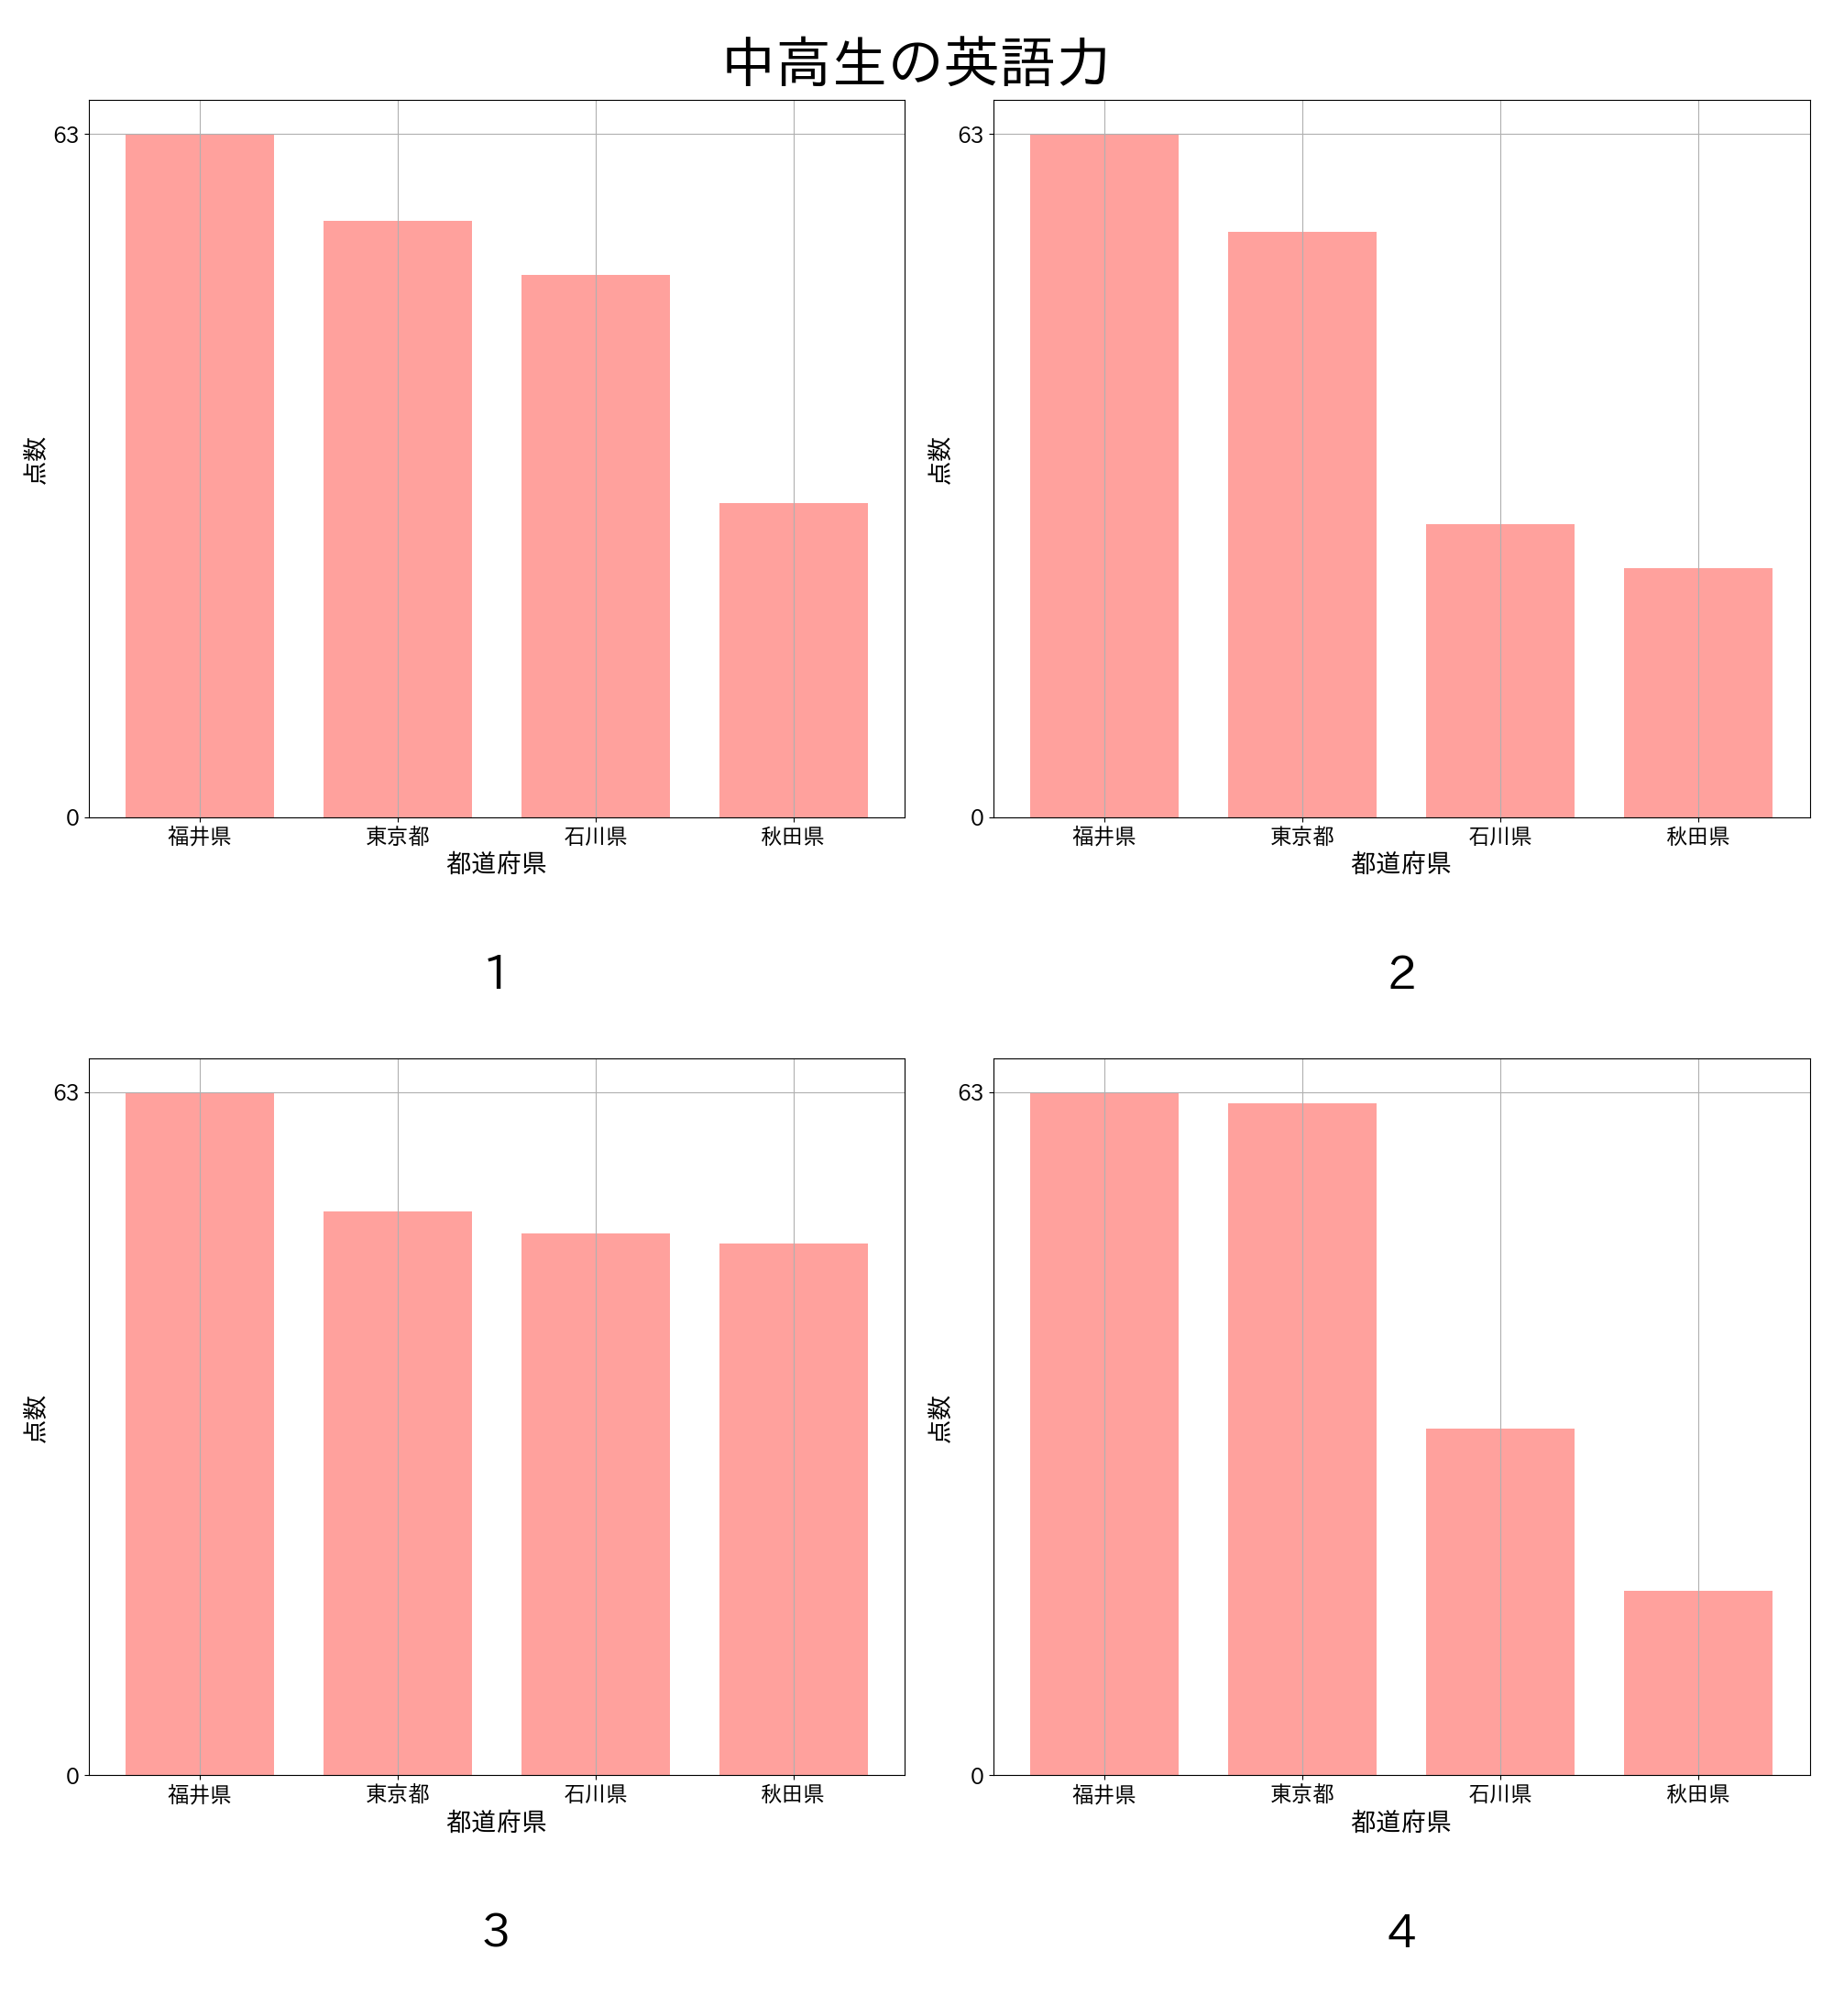 中高生の英語力
63
点数
0
福井県 東京都 石川県 秋田県
都道府県
1
63
点数
0
福井県 東京都 石川県 秋田県
都道府県
2
63
点数
0
福井県 東京都 石川県 秋田県
都道府県
3
63
点数
0
福井県 東京都 石川県 秋田県
都道府県
4